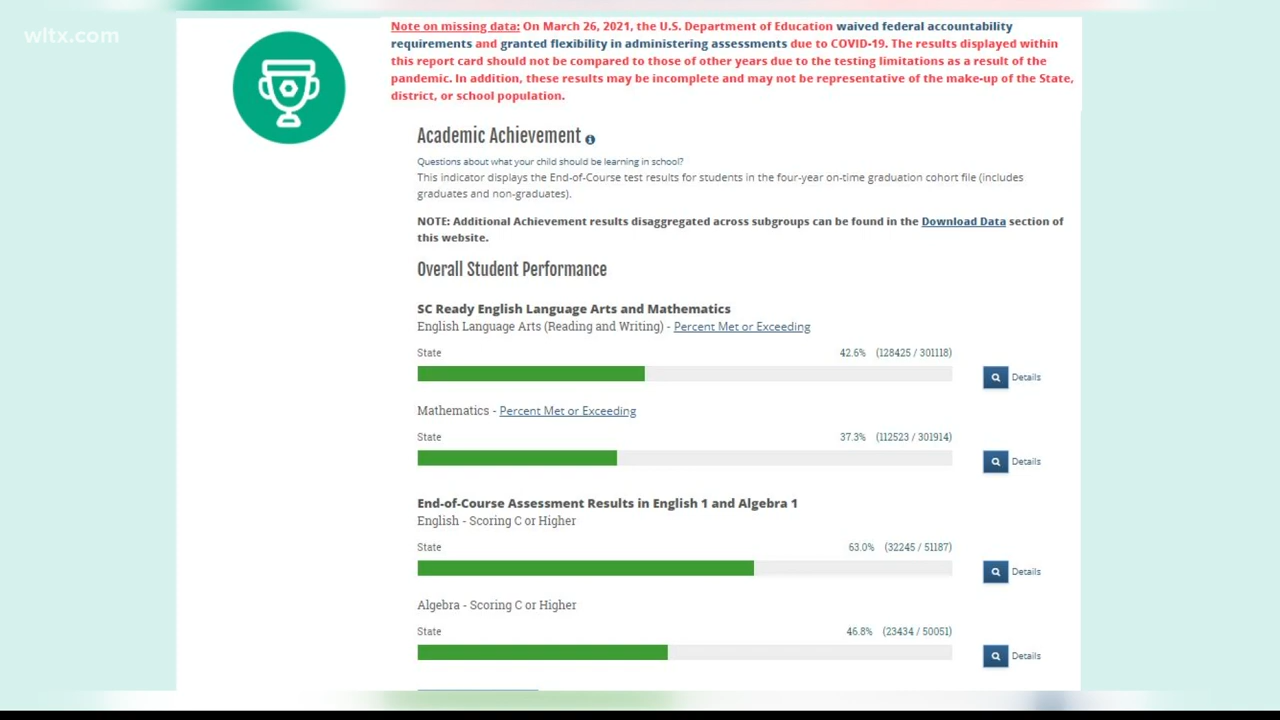 wltx.com
Note on missing data: On March 26, 2021, the U.S. Department of Education waived federal accountability
requirements and granted flexibility in administering assessments due to COVID-19. The results displayed within
this report card should not be compared to those of other years due to the testing limitations as a result of the
pandemic. In addition, these results may be incomplete and may not be representative of the make-up of the State,
district, or school population.
Academic Achievement
Questions about what your child should be learning in school?
This indicator displays the End-of-Course test results for students in the four-year on-time graduation cohort file (includes
graduates and non-graduates).
NOTE: Additional Achievement results disaggregated across subgroups can be found in the Download Data section of
this website.
Overall Student Performance
SC Ready English Language Arts and Mathematics
English Language Arts (Reading and Writing) - Percent Met or Exceeding
State 42.6% (128425 / 301118)
Details
Mathematics - Percent Met or Exceeding
State 37.3% (112523 / 301914)
Details
End-of-Course Assessment Results in English 1 and Algebra 1
English - Scoring C or Higher
State 63.0% (32245 / 51187)
Details
Algebra - Scoring C or Higher
State 46.8% (23434 / 50051)
Details